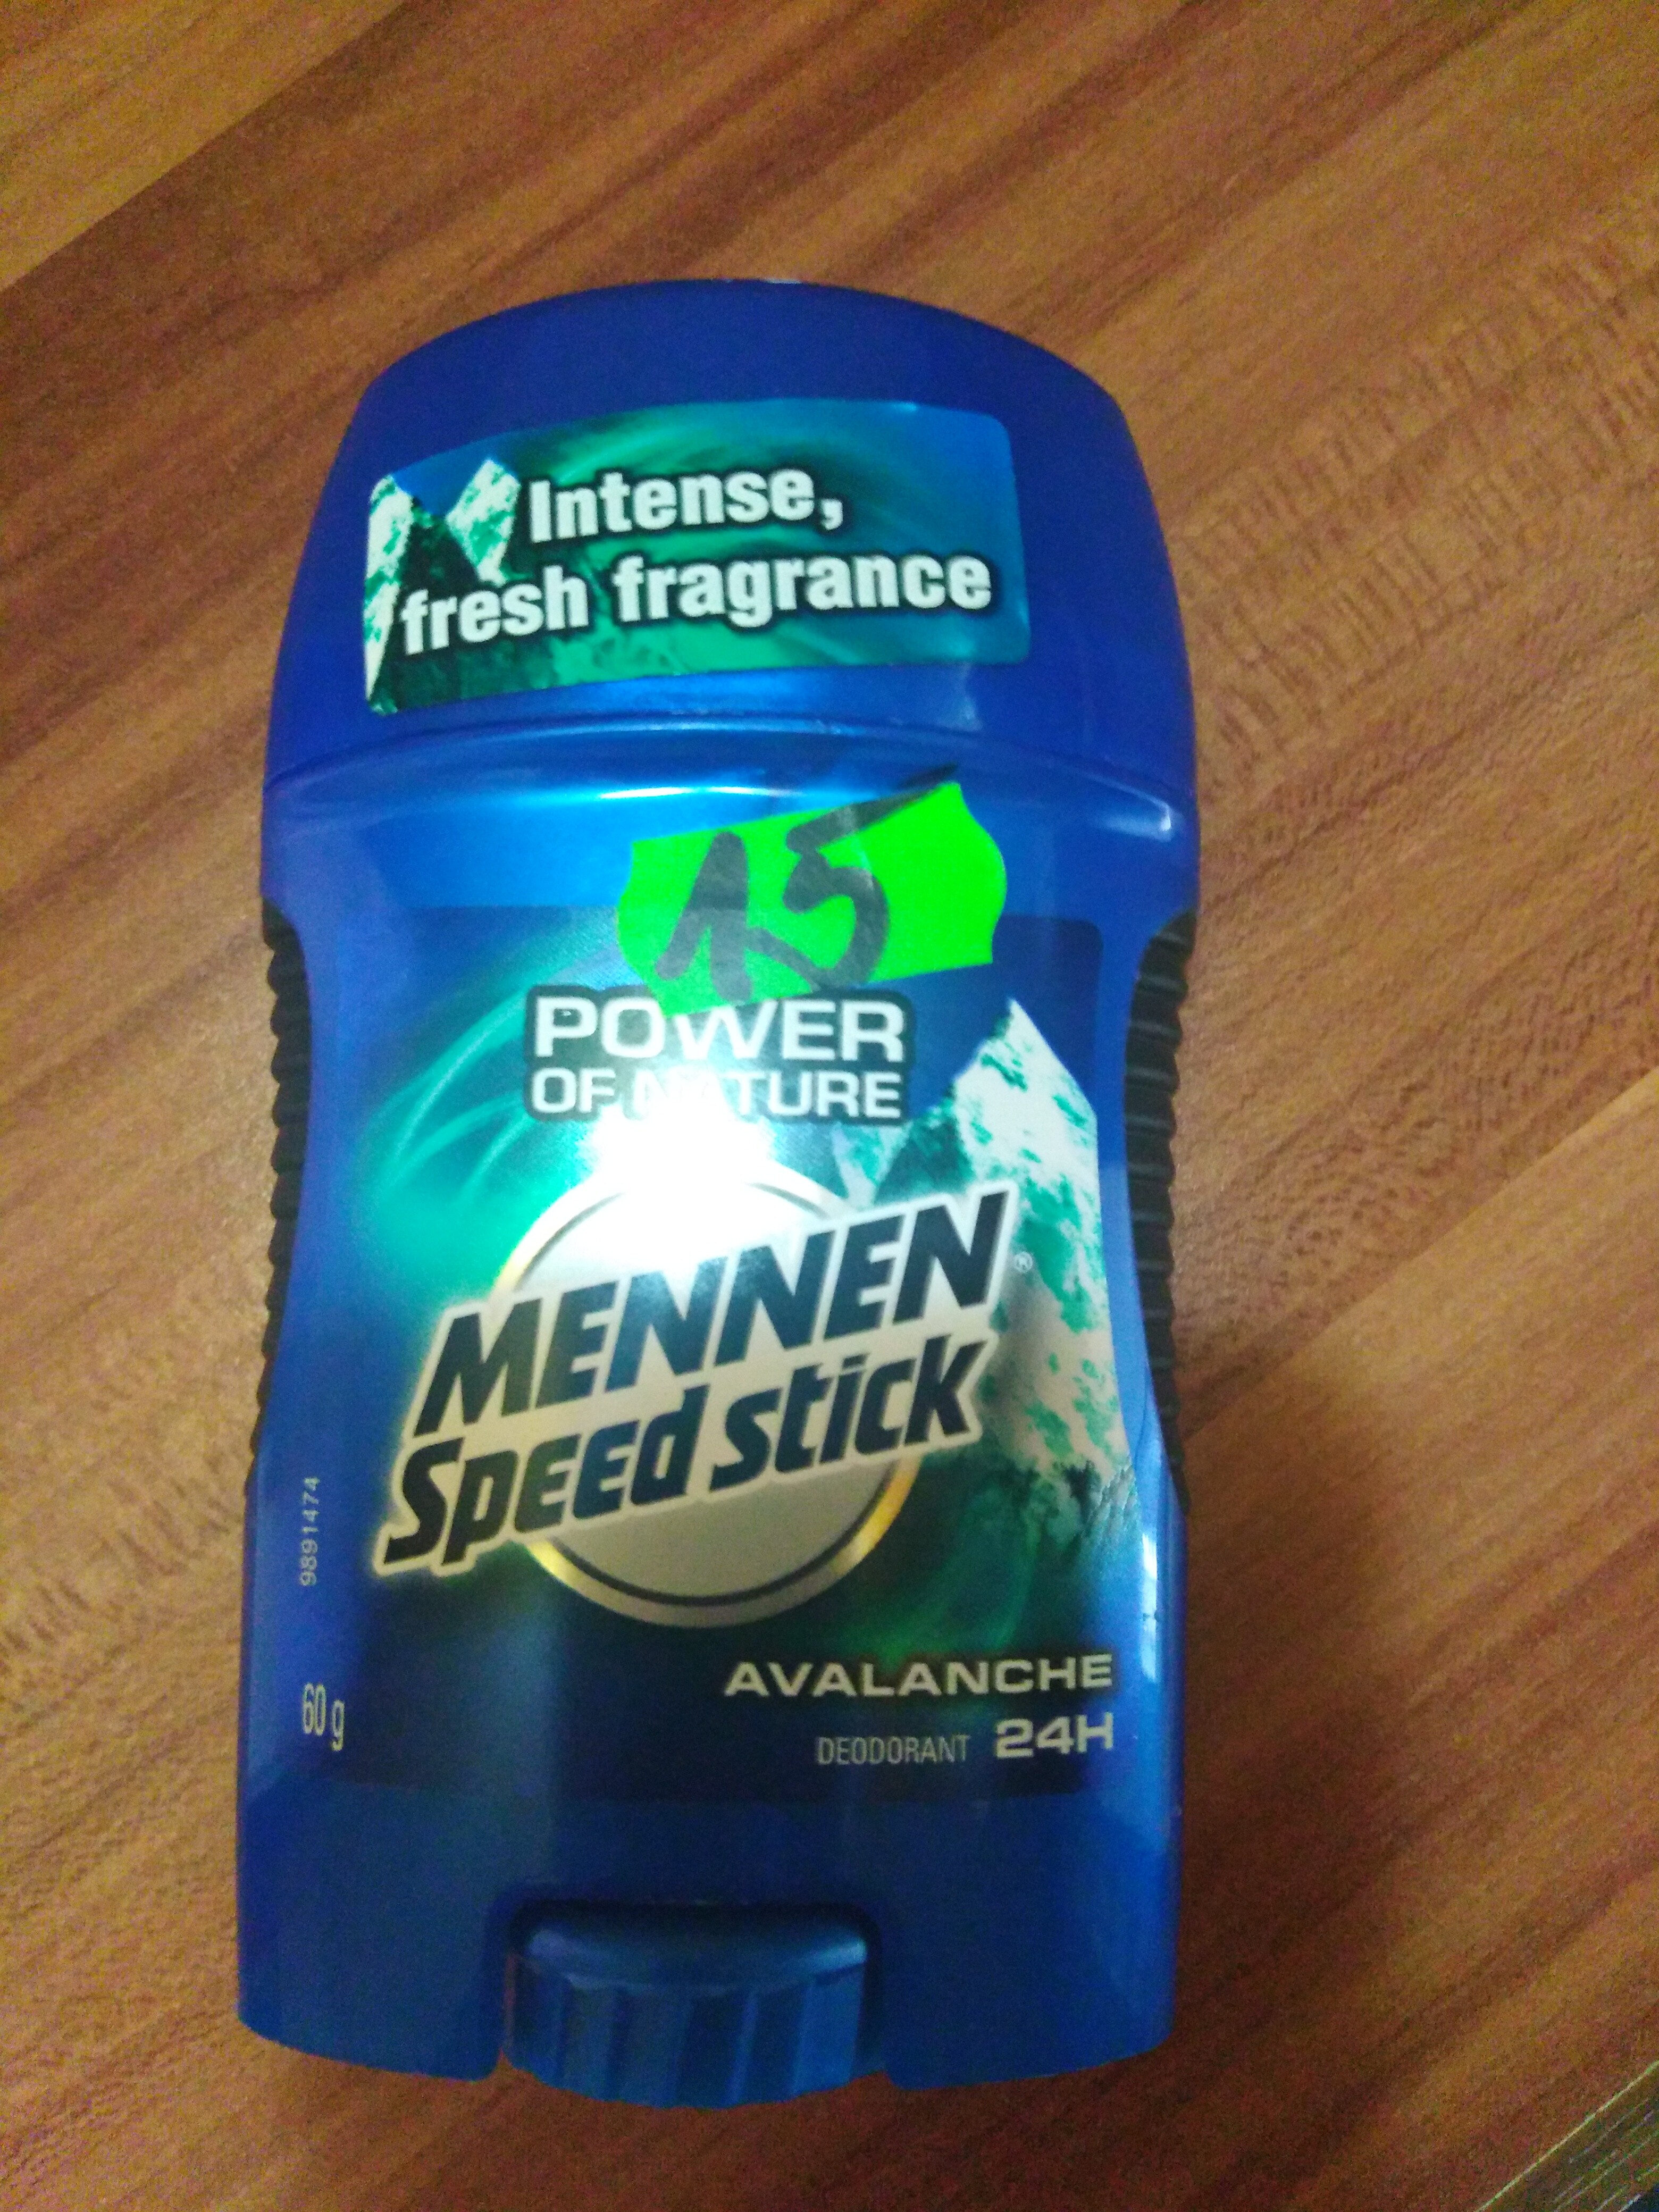 Intense,
fresh fragrance
15
POWER
OF NATURE
MENNEN®
Speed stick
9891474
AVALANCHE
60 g
DEODORANT 24H